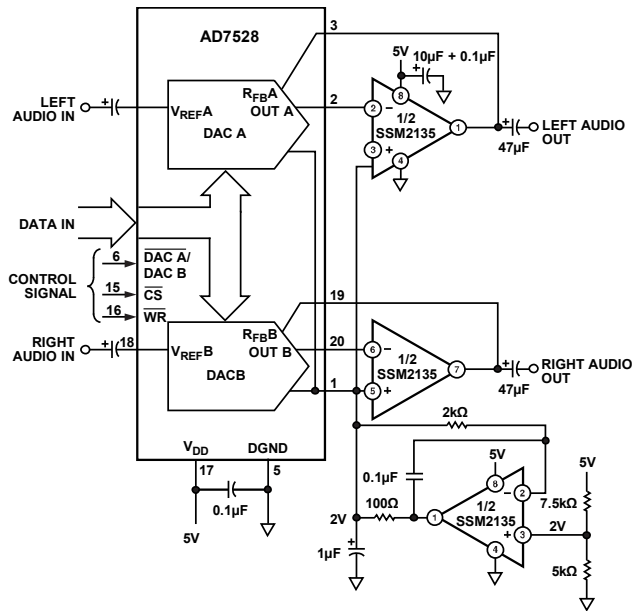 AD7528
3
5V
10µF + 0.1µF
+
8
LEFT
AUDIO IN
+
VREFA
RFBA
OUT A
DAC A
2
2
–
1/2
SSM2135
1
3
+
4
+
47µF
LEFT AUDIO
OUT
DATA IN
CONTROL
SIGNAL
6
DAC A/
DAC B
15
CS
16
WR
RIGHT
AUDIO IN
+
18
VREFB
RFBB
OUT B
DACB
19
20
6
–
1/2
SSM2135
7
1
5
+
+
47µF
RIGHT AUDIO
OUT
VDD
DGND
17
5
0.1µF
5V
2kΩ
0.1µF
5V
8
2
–
5V
7.5kΩ
2V
100Ω
1
1/2
SSM2135
+
3
2V
+
1µF
4
5kΩ